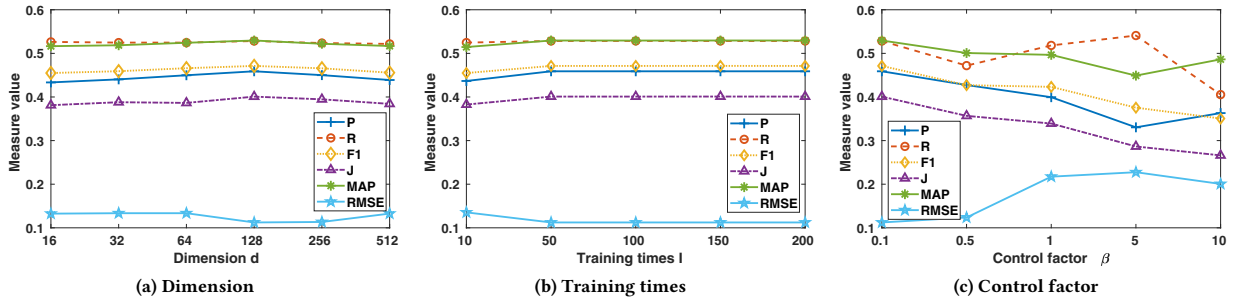 0.6
0.5
0.4
0.3
0.2
0.1
Measure value
P
R
F1
J
MAP
RMSE
16 32 64 128 256 512
Dimension d
(a) Dimension
0.6
0.5
0.4
0.3
0.2
0.1
Measure value
P
R
F1
J
MAP
RMSE
10 50 100 150 200
Training times l
(b) Training times
0.6
0.5
0.4
0.3
0.2
0.1
Measure value
P
R
F1
J
MAP
RMSE
0.1 0.5 1 5 10
Control factor β
(c) Control factor